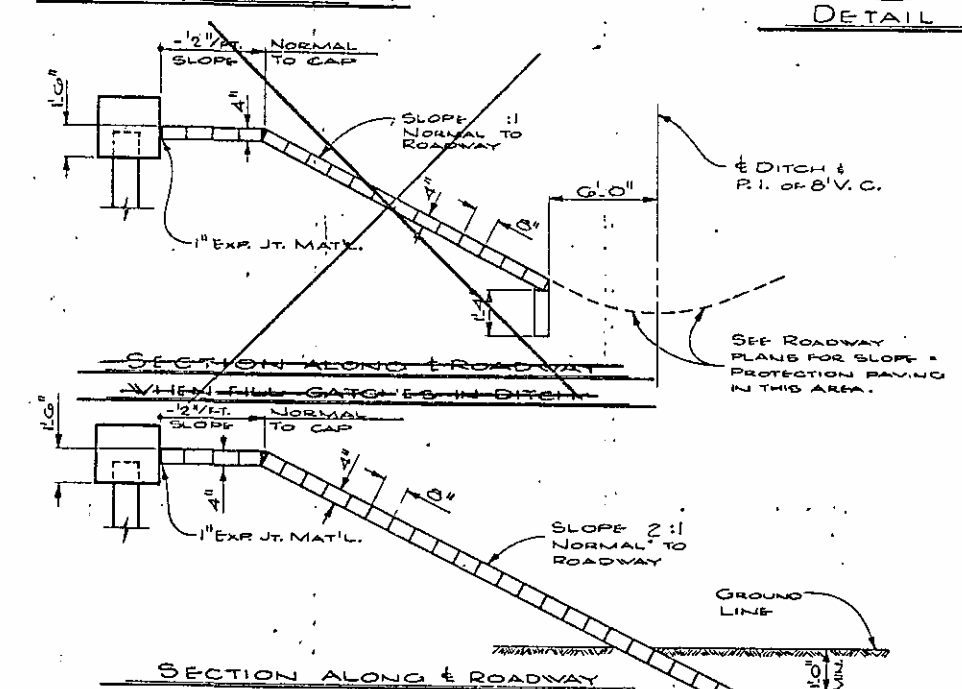 DETAIL
-½"/FT.
SLOPE
NORMAL
TO CAP
1'-6"
4"
SLOPE :1
NORMAL TO
ROADWAY
℄ DITCH &
P.I. OF 8' V.C.
6'-0"
4"
8"
1" EXP. JT. MAT'L.
1'-4
SEE ROADWAY
PLANS FOR SLOPE
PROTECTION PAVING
IN THIS AREA.
SECTION ALONG ℄ ROADWAY
WHEN FILL CATCHES IN DITCH
-½"/FT.
SLOPE
NORMAL
TO CAP
1'-6"
4"
4"
8"
1" EXP. JT. MAT'L.
SLOPE 2:1
NORMAL TO
ROADWAY
GROUND
LINE
SECTION ALONG ℄ ROADWAY